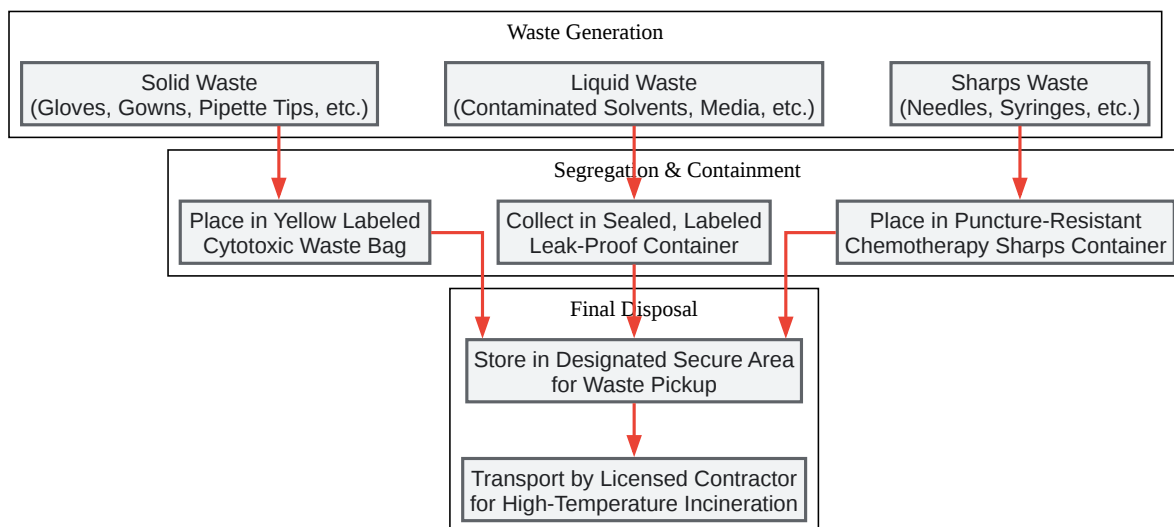 Waste Generation
Solid Waste
(Gloves, Gowns, Pipette Tips, etc.)
Liquid Waste
(Contaminated Solvents, Media, etc.)
Sharps Waste
(Needles, Syringes, etc.)
Segregation & Containment
Place in Yellow Labeled
Cytotoxic Waste Bag
Collect in Sealed, Labeled
Leak-Proof Container
Place in Puncture-Resistant
Chemotherapy Sharps Container
Final Disposal
Store in Designated Secure Area
for Waste Pickup
Transport by Licensed Contractor
for High-Temperature Incineration